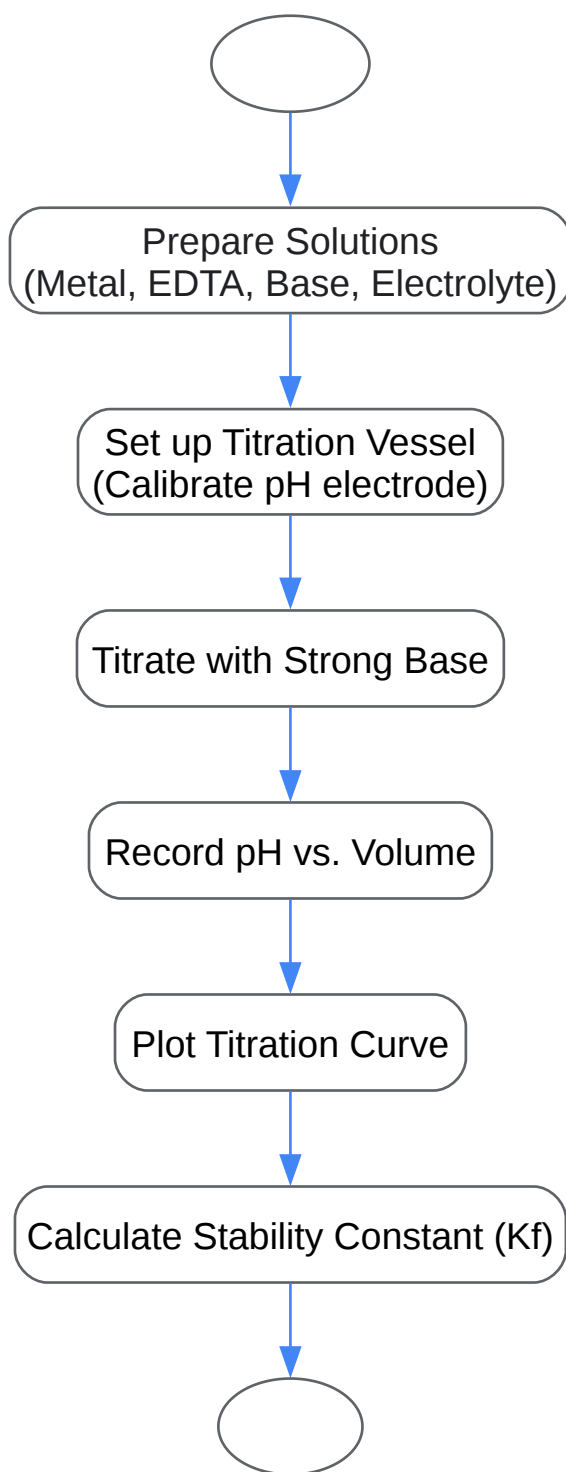 Prepare Solutions
(Metal, EDTA, Base, Electrolyte)
Set up Titration Vessel
(Calibrate pH electrode)
Titrate with Strong Base
Record pH vs. Volume
Plot Titration Curve
Calculate Stability Constant (Kf)